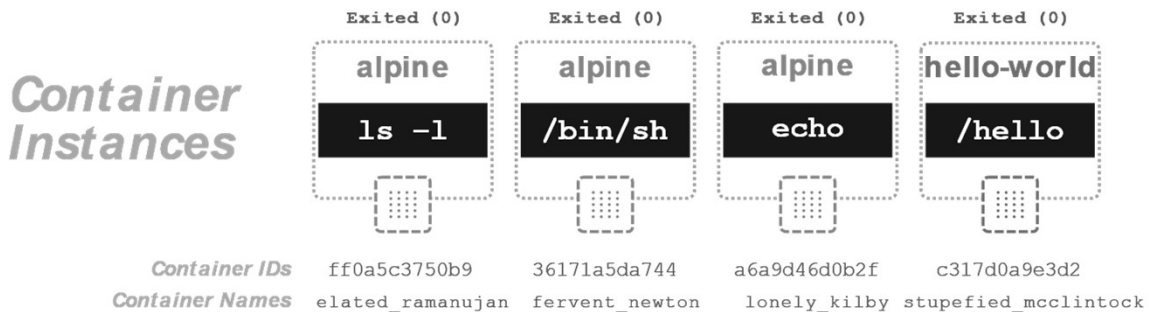 Exited (0) Exited (0) Exited (0) Exited (0)
alpine alpine alpine hello-world
Container
Instances
ls -l /bin/sh echo /hello
Container IDs ff0a5c3750b9 36171a5da744 a6a9d46d0b2f c317d0a9e3d2
Container Names elated_ramanujan fervent_newton lonely_kilby stupefied_mcclintock